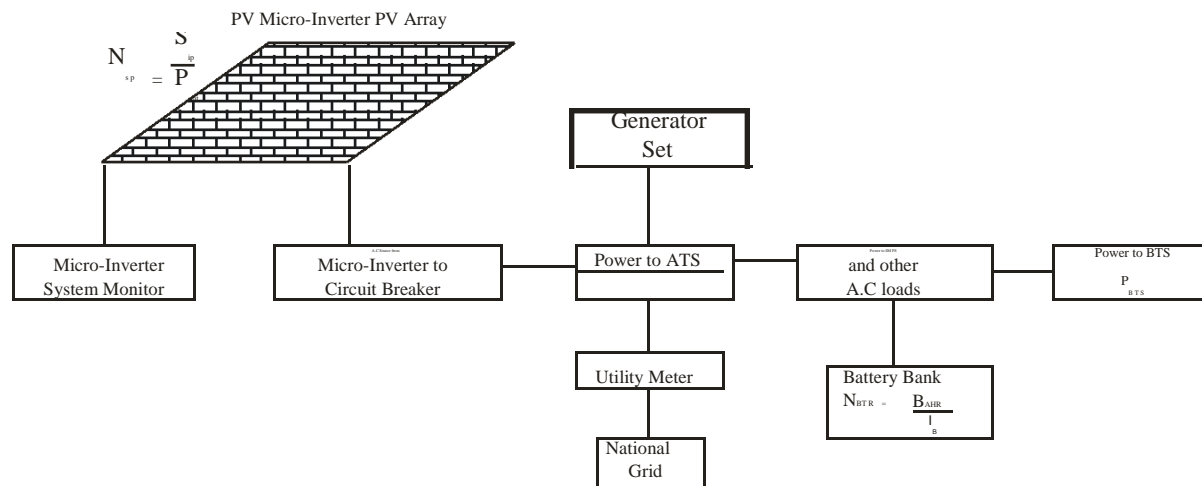 PV Micro-Inverter PV Array
N sp = S ip / P
Generator
Set
Micro-Inverter
System Monitor
Micro-Inverter to
Circuit Breaker
Power to ATS
and other
A.C loads
Power to BTS
P BTS
Utility Meter
Battery Bank
N BTR = B AHR / I B
National
Grid